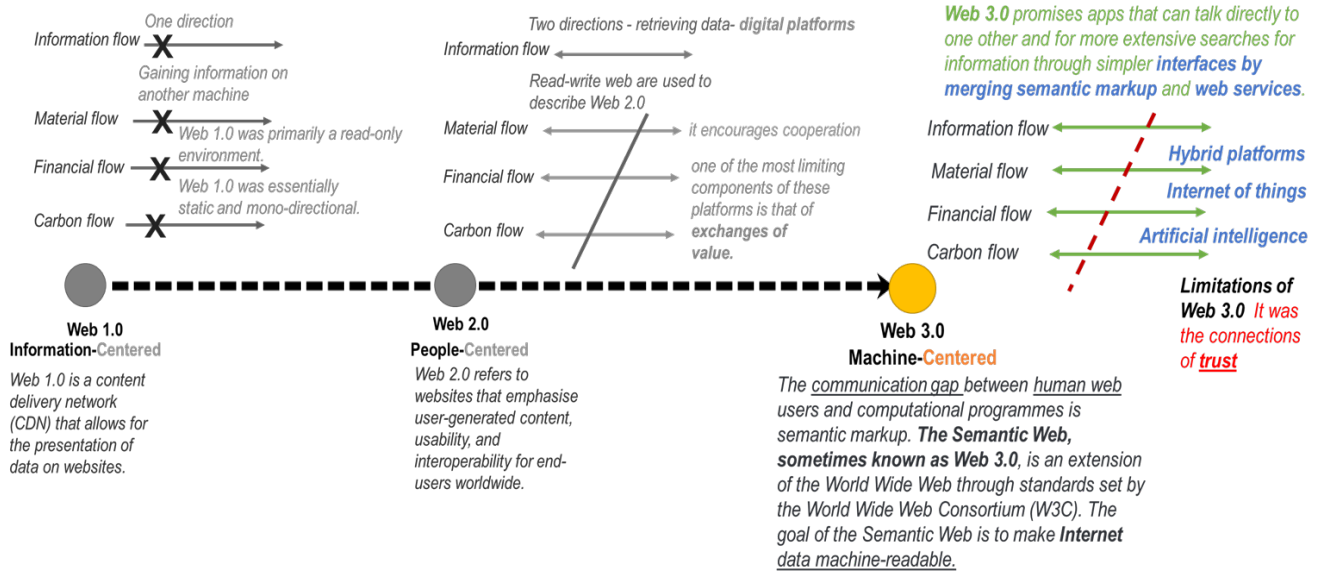 Information flow
One direction
X
Gaining information on
another machine
Material flow
X
Web 1.0 was primarily a read-only
environment.
Financial flow
X
Web 1.0 was essentially
static and mono-directional.
Carbon flow
X
Web 1.0
Information-Centered
Web 1.0 is a content
delivery network
(CDN) that allows for
the presentation of
data on websites.
Two directions - retrieving data- digital platforms
Information flow
Read-write web are used to
describe Web 2.0
Material flow
it encourages cooperation
Financial flow
one of the most limiting
components of these
platforms is that of
exchanges of
value.
Carbon flow
Web 2.0
People-Centered
Web 2.0 refers to
websites that emphasise
user-generated content,
usability, and
interoperability for end-
users worldwide.
Web 3.0 promises apps that can talk directly to
one other and for more extensive searches for
information through simpler interfaces by
merging semantic markup and web services.
Information flow
Hybrid platforms
Material flow
Internet of things
Financial flow
Artificial intelligence
Carbon flow
Limitations of
Web 3.0 It was
the connections
of trust
Web 3.0
Machine-Centered
The communication gap between human web
users and computational programmes is
semantic markup. The Semantic Web,
sometimes known as Web 3.0, is an extension
of the World Wide Web through standards set by
the World Wide Web Consortium (W3C). The
goal of the Semantic Web is to make Internet
data machine-readable.